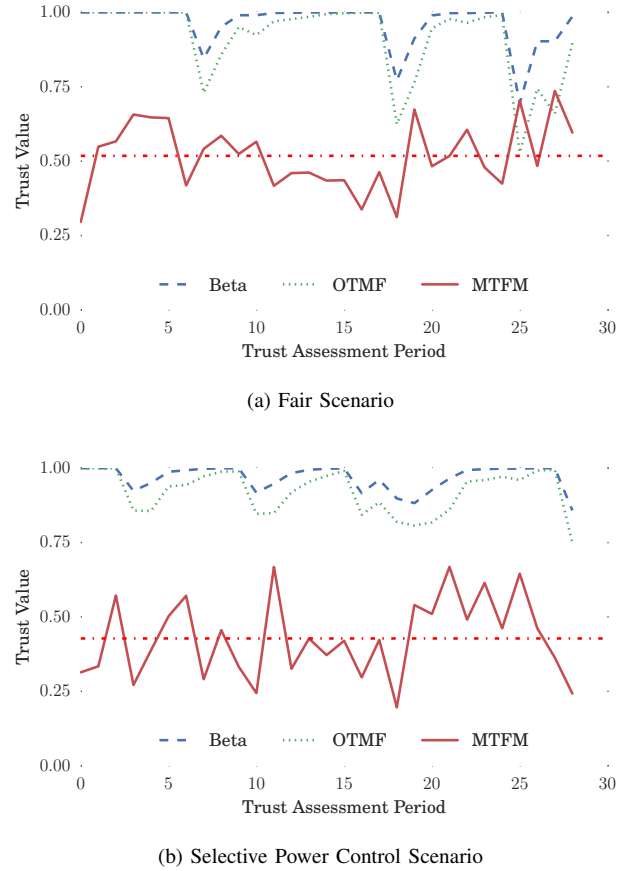 1.00
0.75
0.50
0.25
0.00
Trust Value
Beta OTMF MTFM
0 5 10 15 20 25 30
Trust Assessment Period
(a) Fair Scenario
1.00
0.75
0.50
0.25
0.00
Trust Value
Beta OTMF MTFM
0 5 10 15 20 25 30
Trust Assessment Period
(b) Selective Power Control Scenario